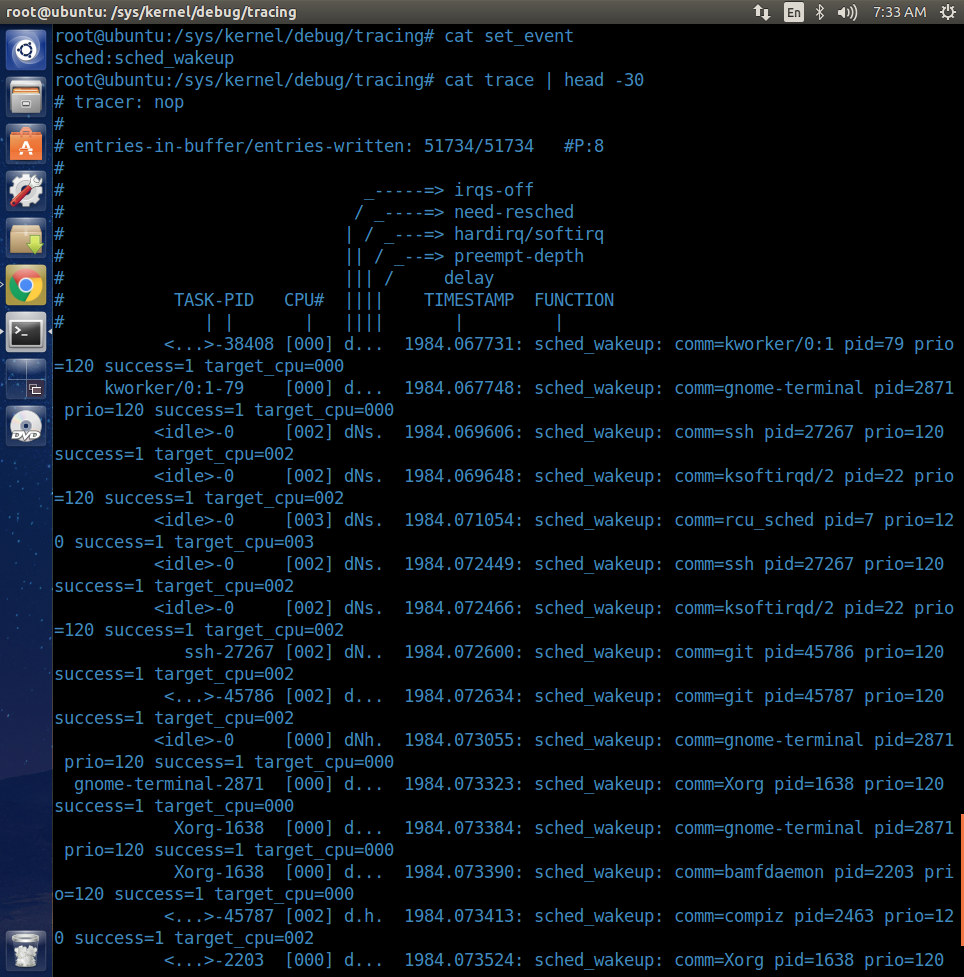 root@ubuntu: /sys/kernel/debug/tracing
En
7:33 AM
root@ubuntu:/sys/kernel/debug/tracing# cat set_event
sched:sched_wakeup
root@ubuntu:/sys/kernel/debug/tracing# cat trace | head -30
# tracer: nop
#
# entries-in-buffer/entries-written: 51734/51734   #P:8
#
#                              _-----=> irqs-off
#                             / _----=> need-resched
#                            | / _---=> hardirq/softirq
#                            || / _--=> preempt-depth
#                            ||| /     delay
#           TASK-PID   CPU#  ||||    TIMESTAMP  FUNCTION
#              | |       |   ||||       |         |
           <...>-38408 [000] d...  1984.067731: sched_wakeup: comm=kworker/0:1 pid=79 prio
=120 success=1 target_cpu=000
     kworker/0:1-79    [000] d...  1984.067748: sched_wakeup: comm=gnome-terminal pid=2871
 prio=120 success=1 target_cpu=000
          <idle>-0     [002] dNs.  1984.069606: sched_wakeup: comm=ssh pid=27267 prio=120
success=1 target_cpu=002
          <idle>-0     [002] dNs.  1984.069648: sched_wakeup: comm=ksoftirqd/2 pid=22 prio
=120 success=1 target_cpu=002
          <idle>-0     [003] dNs.  1984.071054: sched_wakeup: comm=rcu_sched pid=7 prio=12
0 success=1 target_cpu=003
          <idle>-0     [002] dNs.  1984.072449: sched_wakeup: comm=ssh pid=27267 prio=120
success=1 target_cpu=002
          <idle>-0     [002] dNs.  1984.072466: sched_wakeup: comm=ksoftirqd/2 pid=22 prio
=120 success=1 target_cpu=002
             ssh-27267 [002] dN..  1984.072600: sched_wakeup: comm=git pid=45786 prio=120
success=1 target_cpu=002
           <...>-45786 [002] d...  1984.072634: sched_wakeup: comm=git pid=45787 prio=120
success=1 target_cpu=002
          <idle>-0     [000] dNh.  1984.073055: sched_wakeup: comm=gnome-terminal pid=2871
 prio=120 success=1 target_cpu=000
  gnome-terminal-2871  [000] d...  1984.073323: sched_wakeup: comm=Xorg pid=1638 prio=120
success=1 target_cpu=000
            Xorg-1638  [000] d...  1984.073384: sched_wakeup: comm=gnome-terminal pid=2871
 prio=120 success=1 target_cpu=000
            Xorg-1638  [000] d...  1984.073390: sched_wakeup: comm=bamfdaemon pid=2203 pri
o=120 success=1 target_cpu=000
           <...>-45787 [002] d.h.  1984.073413: sched_wakeup: comm=compiz pid=2463 prio=12
0 success=1 target_cpu=002
           <...>-2203  [000] d...  1984.073524: sched_wakeup: comm=Xorg pid=1638 prio=120
DVD